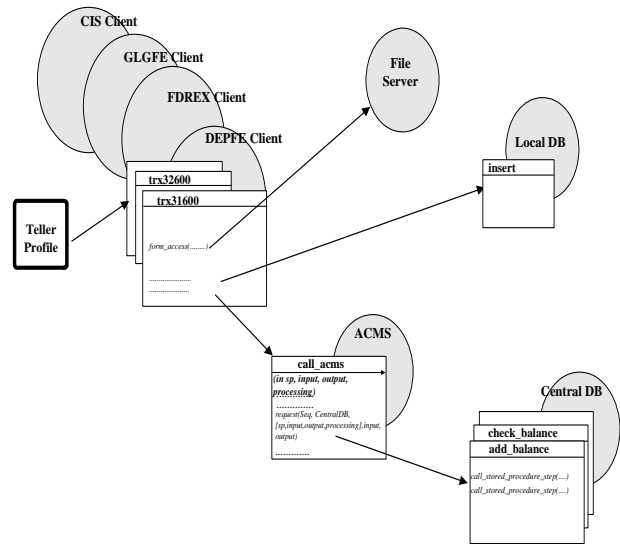 CIS Client
GLGFE Client
FDREX Client
DEPFE Client
File
Server
Local DB
insert
trx32600
trx31600
Teller
Profile
form_access(........)
....................
..................
ACMS
call_acms
(in sp, input, output,
processing)
..............
request(Seq, CentralDB,
[sp,input,output,processing],input,
output)
.............
Central DB
check_balance
add_balance
call_stored_procedure_step(....)
call_stored_procedure_step(....)